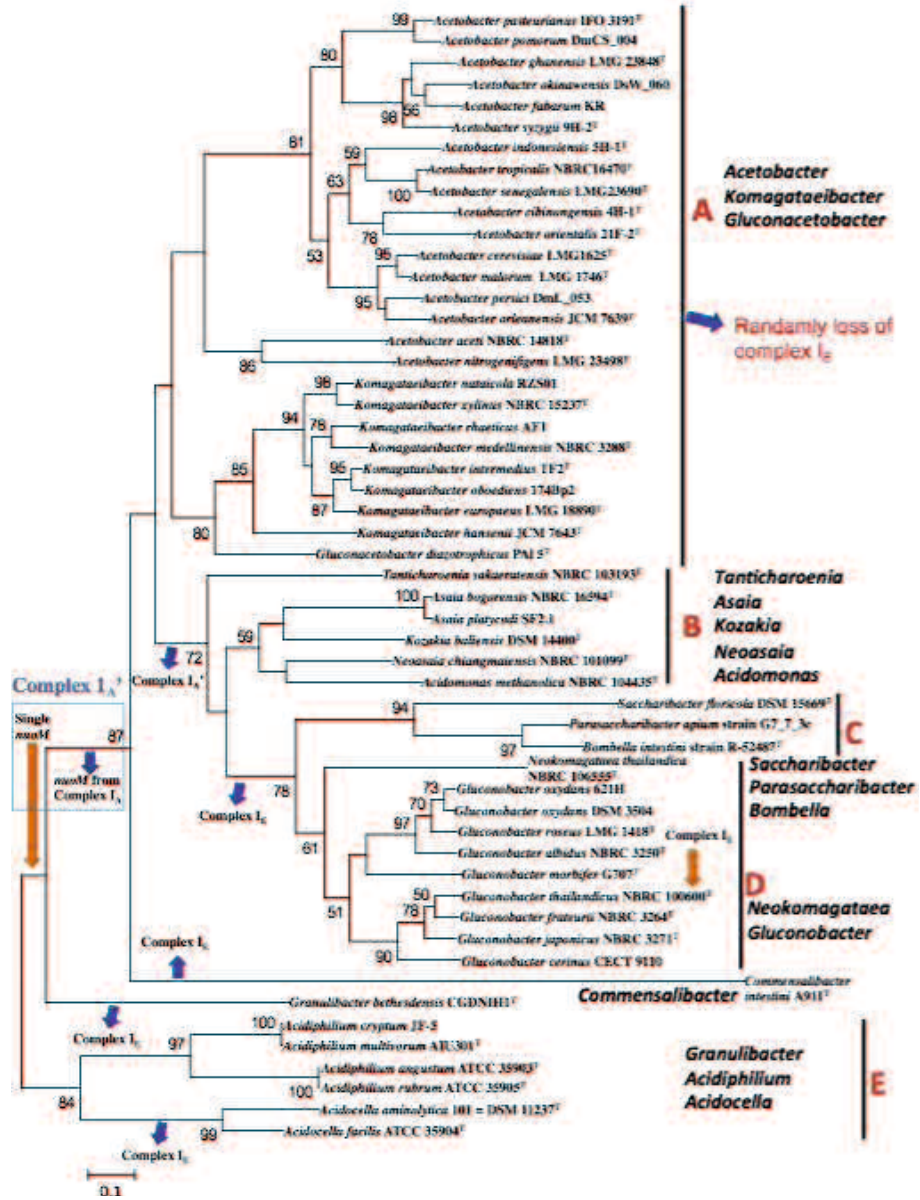 99
Acetobacter pasteurianus IFO 3191ᵀ
Acetobacter pomorum DmCS_004
80
Acetobacter ghanensis LMG 23848ᵀ
Acetobacter okinawensis DsW_060
56
Acetobacter fabarum KR
98
Acetobacter syzygii 9H-2ᵀ
81
59
Acetobacter indonesiensis 5H-1ᵀ
Acetobacter tropicalis NBRC16470ᵀ
63
100
Acetobacter senegalensis LMG23690ᵀ
Acetobacter cibinongensis 4H-1ᵀ
78
Acetobacter orientalis 21F-2ᵀ
53
95
Acetobacter cerevisiae LMG1625ᵀ
Acetobacter malorum LMG 1746ᵀ
Acetobacter persici DmL_053
95
Acetobacter orleanensis JCM 7639ᵀ
Acetobacter aceti NBRC 14818ᵀ
86
Acetobacter nitrogenifigens LMG 23498ᵀ
A
Acetobacter
Komagataeibacter
Gluconacetobacter
Randamly loss of
complex I_E
98
Komagataeibacter nataicola RZS01
Komagataeibacter xylinus NBRC 15237ᵀ
94
78
Komagataeibacter rhaeticus AF1
Komagataeibacter medellinensis NBRC 3288ᵀ
85
95
Komagataeibacter intermedius TF2ᵀ
Komagataeibacter oboediens 174Bp2
87
Komagataeibacter europaeus LMG 18890ᵀ
Komagataeibacter hansenii JCM 7643ᵀ
80
Gluconacetobacter diazotrophicus PAl 5ᵀ
Tanticharoenia sakaeratensis NBRC 103193ᵀ
100
Asaia bogorensis NBRC 16594ᵀ
Asaia platycodi SF2.1
59
Kozakia baliensis DSM 14400ᵀ
72
Neoasaia chiangmaiensis NBRC 101099ᵀ
Acidomonas methanolica NBRC 104435ᵀ
B
Tanticharoenia
Asaia
Kozakia
Neoasaia
Acidomonas
Complex I_A'
Complex 1_A'
Single
nuoM
87
nuoM from
Complex I_A
94
Saccharibacter floricola DSM 15669ᵀ
Parasaccharibacter apium strain G7_7_3c
97
Bombella intestini strain R-52487ᵀ
C
Complex I_E
78
Neokomagataea thailandica
NBRC 106555ᵀ
Saccharibacter
Parasaccharibacter
Bombella
73
Gluconobacter oxydans 621H
70
Gluconobacter oxydans DSM 3504
97
Gluconobacter roseus LMG 1418ᵀ
Complex I_E
61
Gluconobacter albidus NBRC 3250ᵀ
Gluconobacter morbifer G707ᵀ
50
Gluconobacter thailandicus NBRC 100600ᵀ
78
Gluconobacter frateurii NBRC 3264ᵀ
51
Gluconobacter japonicus NBRC 3271ᵀ
90
Gluconobacter cerinus CECT 9110
D
Neokomagataea
Gluconobacter
Complex I_E
Commensalibacter
intestini A911ᵀ
Commensalibacter
Granulibacter bethesdensis CGDNIH1ᵀ
Complex I_E
100
Acidiphilium cryptum JF-5
97
Acidiphilium multivorum AIU301ᵀ
Acidiphilium angustum ATCC 35903ᵀ
100
Acidiphilium rubrum ATCC 35905ᵀ
84
Acidocella aminolytica 101 = DSM 11237ᵀ
99
Acidocella facilis ATCC 35904ᵀ
Complex I_E
Granulibacter
Acidiphilium
Acidocella
E
0.1